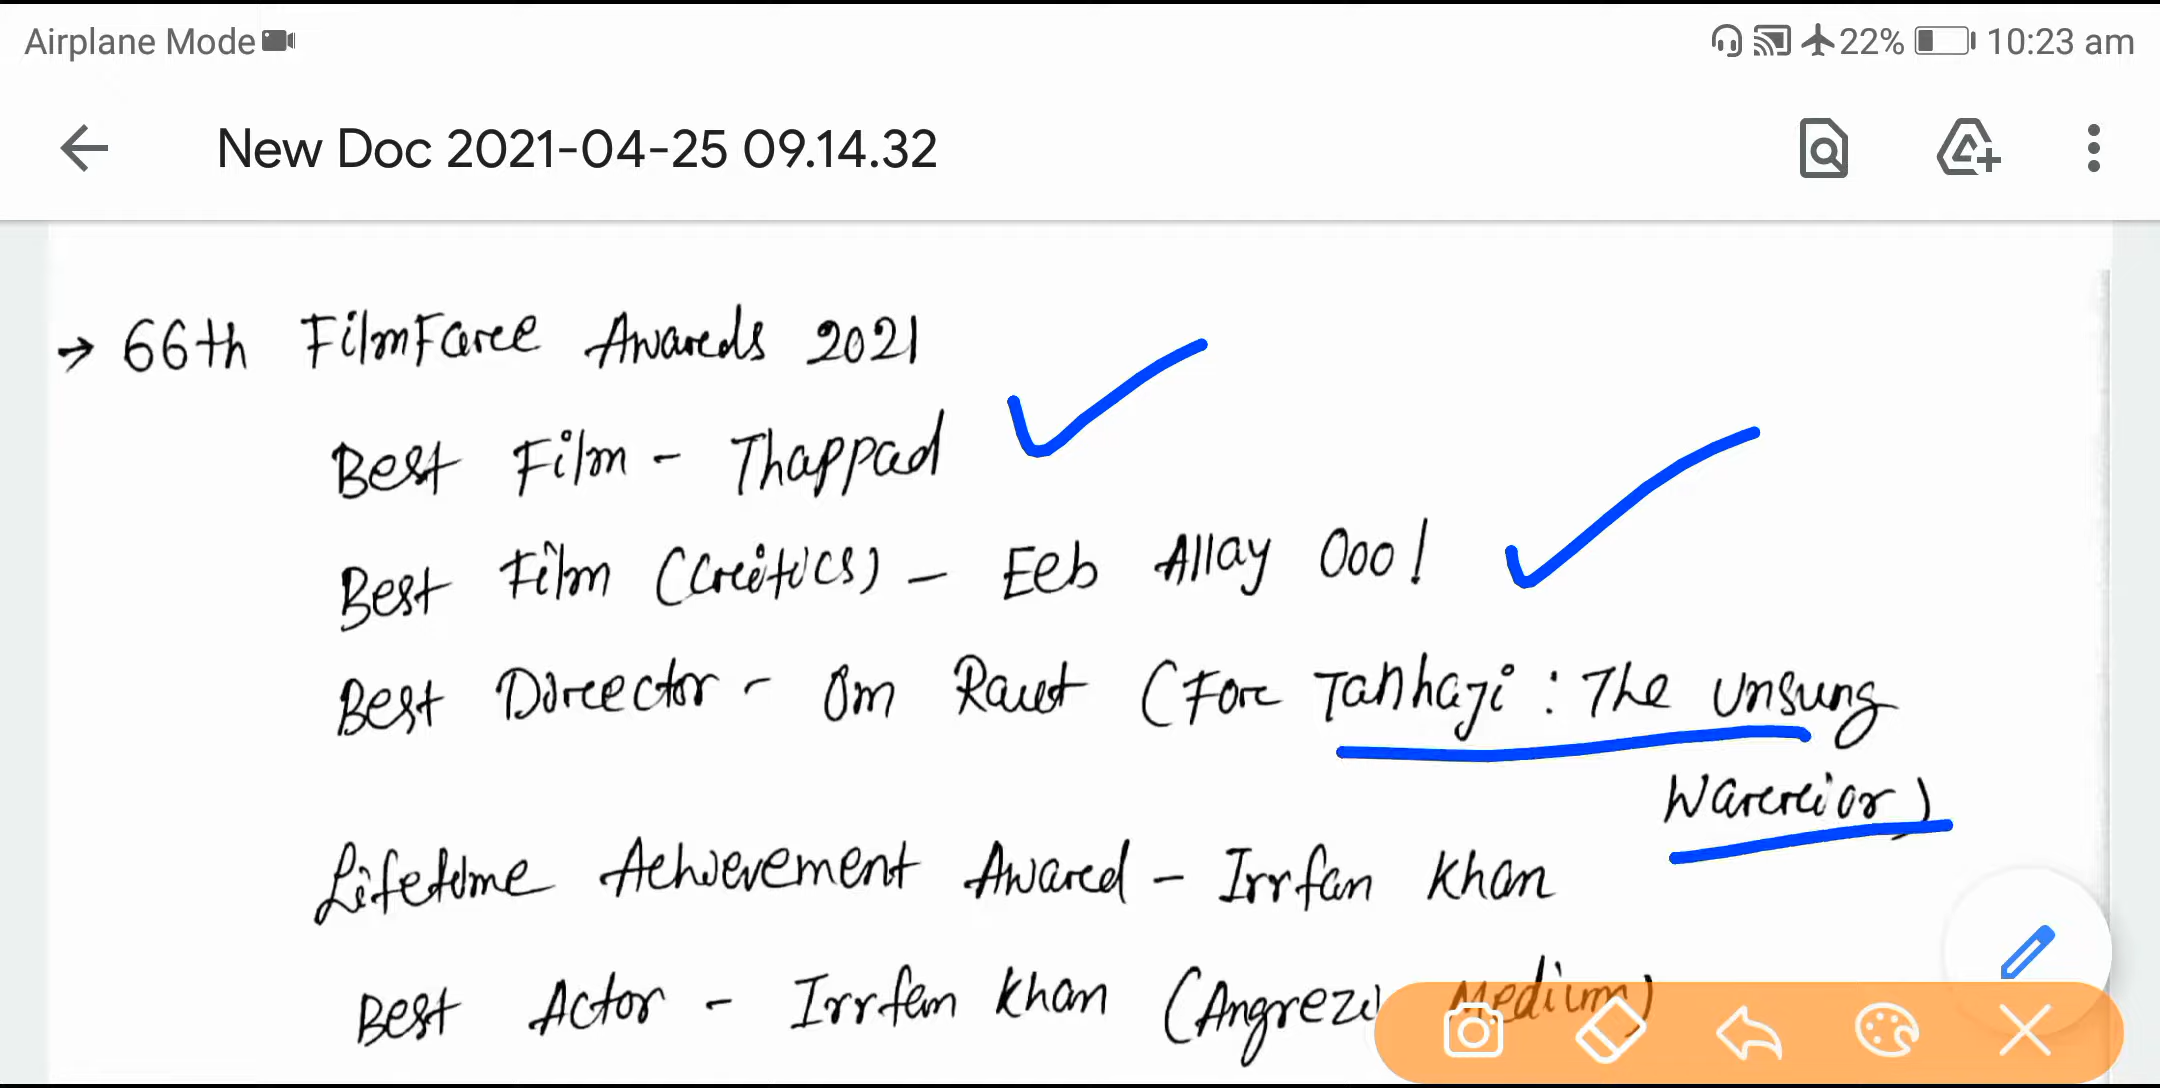 Airplane Mode 22% 10:23 am
New Doc 2021-04-25 09.14.32
→ 66th FilmFare Awards 2021
Best Film - Thappad
Best Film (Critics) - Eeb Allay Ooo!
Best Director - Om Raut (For Tanhaji : The Unsung
Warrior)
Lifetime Achievement Award - Irrfan Khan
Best Actor - Irrfan Khan (Angrezi Medium)